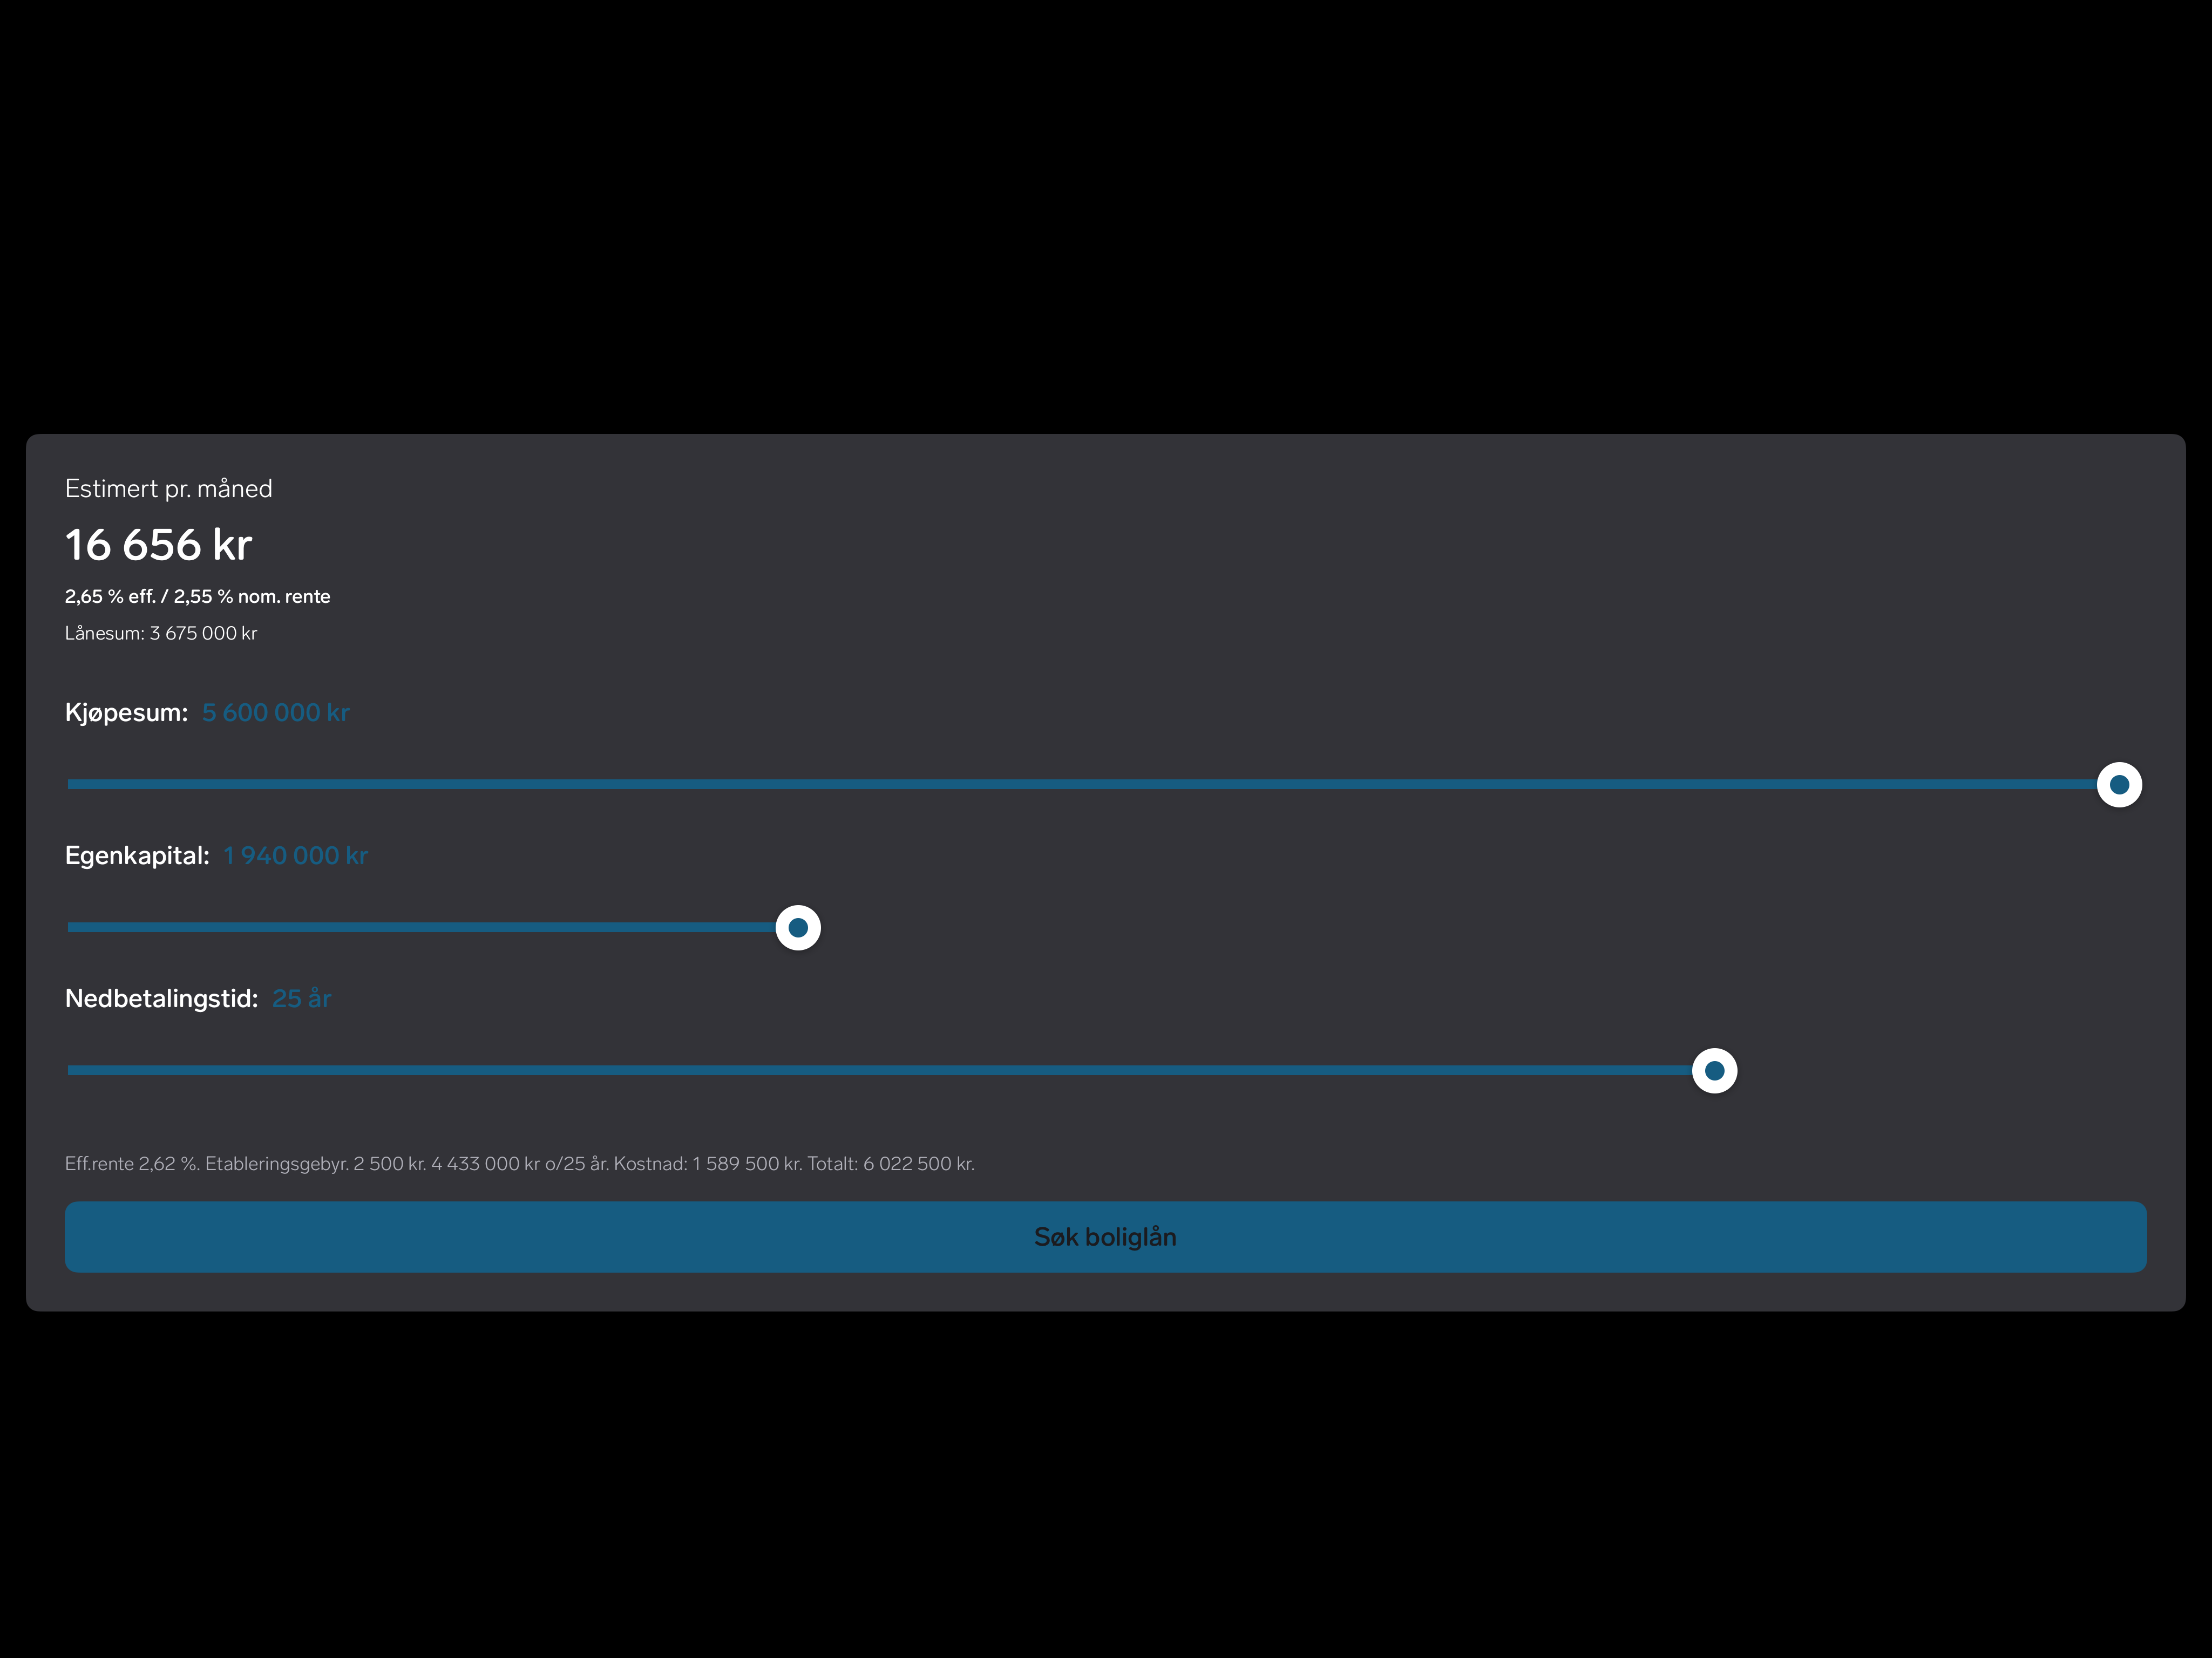 Estimert pr. måned
16 656 kr
2,65 % eff. / 2,55 % nom. rente
Lånesum: 3 675 000 kr
Kjøpesum: 5 600 000 kr
Egenkapital: 1 940 000 kr
Nedbetalingstid: 25 år
Eff.rente 2,62 %. Etableringsgebyr. 2 500 kr. 4 433 000 kr o/25 år. Kostnad: 1 589 500 kr. Totalt: 6 022 500 kr.
Søk boliglån